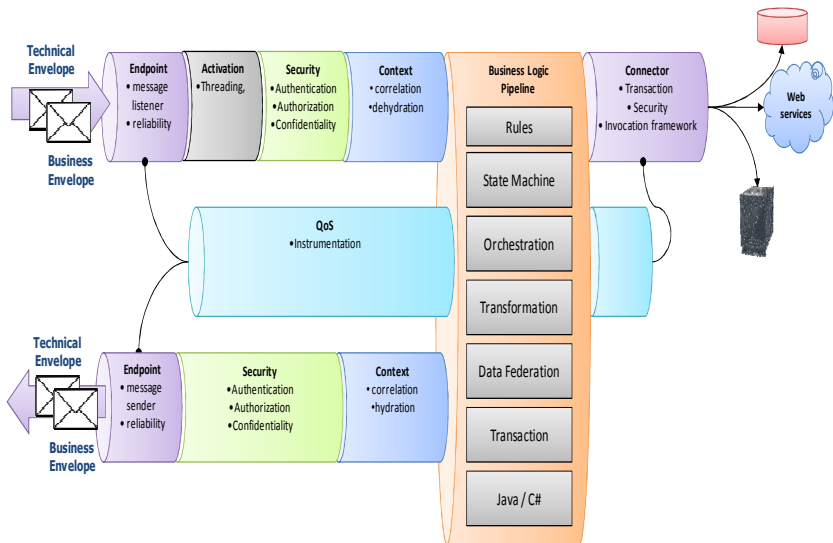 Technical
Envelope
Business
Envelope
Endpoint
• message
listener
• reliability
Activation
•Threading,
Security
•Authentication
•Authorization
•Confidentiality
Context
•correlation
•dehydration
Business Logic
Pipeline
Rules
State Machine
Orchestration
Transformation
Data Federation
Transaction
Java / C#
Connector
• Transaction
• Security
• Invocation framework
Web
services
QoS
•Instrumentation
Technical
Envelope
Business
Envelope
Endpoint
• message
sender
• reliability
Security
•Authentication
•Authorization
•Confidentiality
Context
•correlation
•hydration